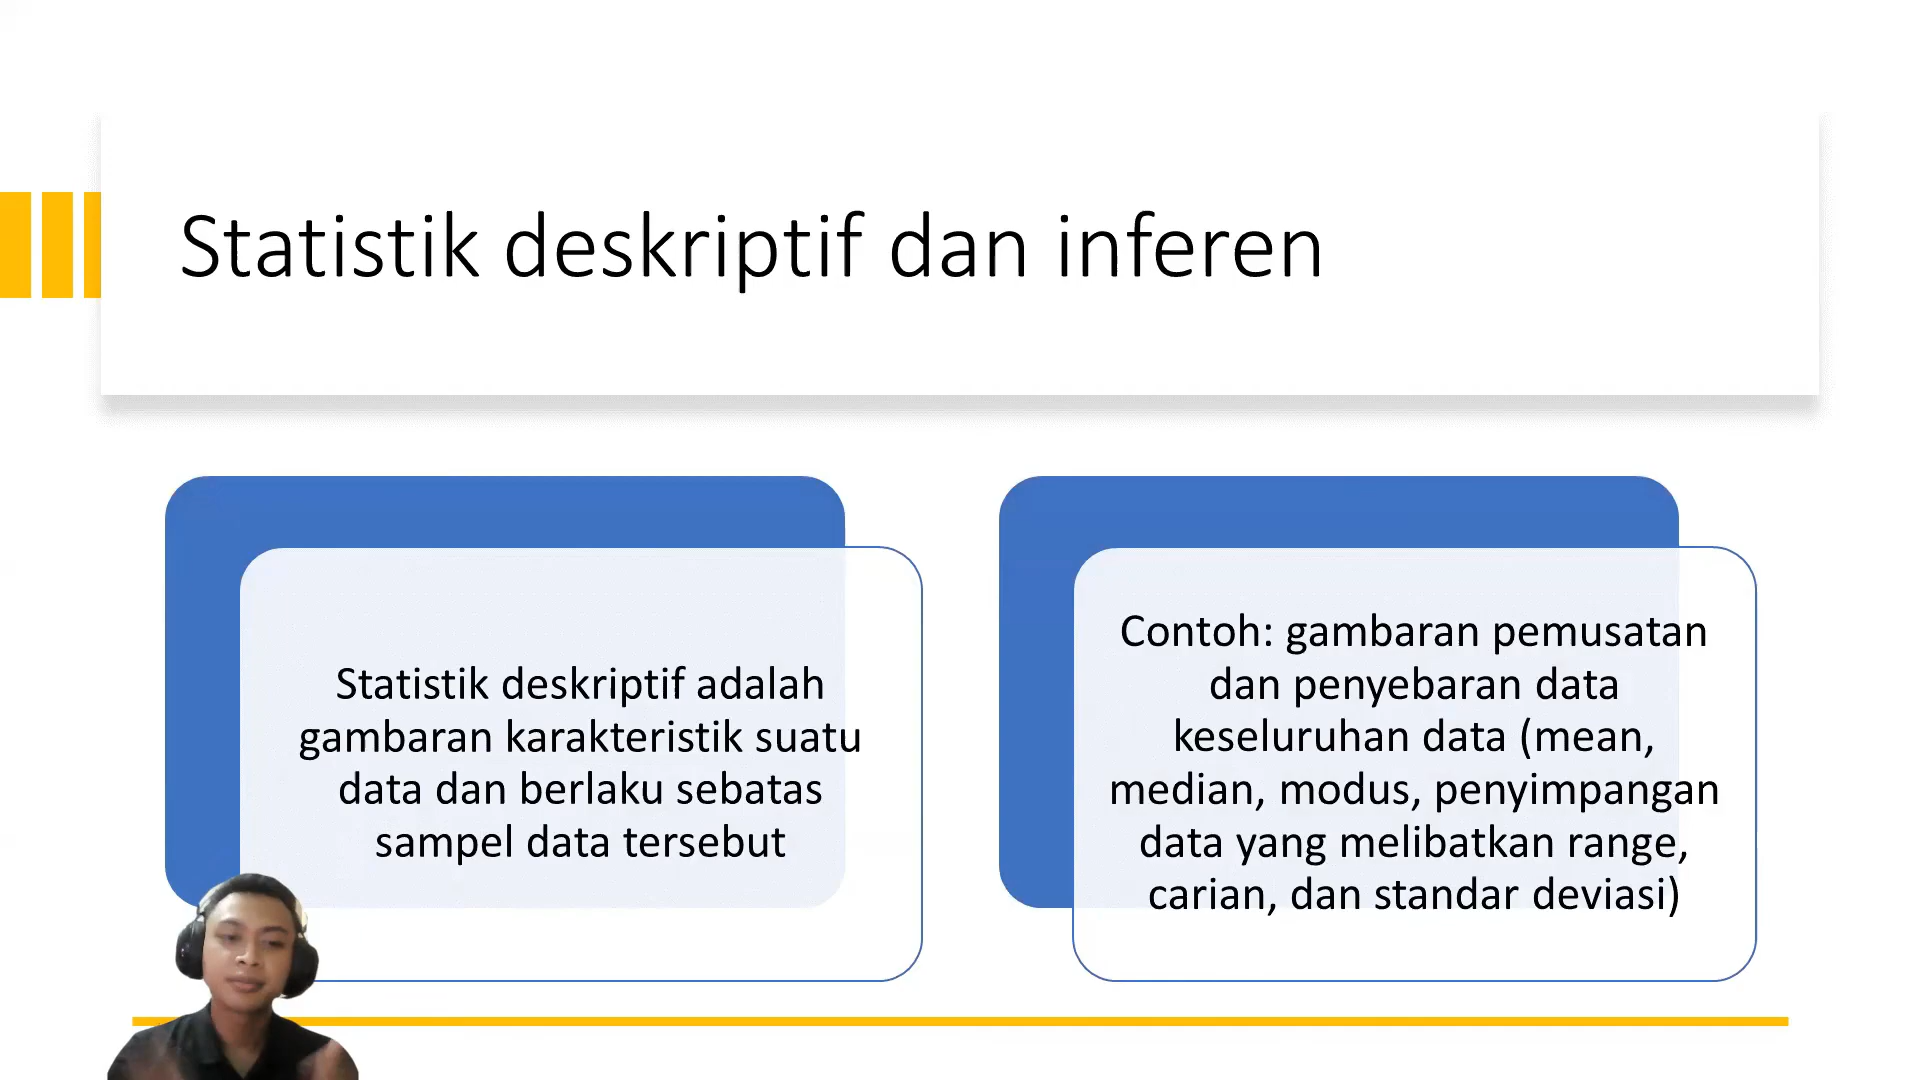 Statistik deskriptif dan inferen
Statistik deskriptif adalah
gambaran karakteristik suatu
data dan berlaku sebatas
sampel data tersebut
Contoh: gambaran pemusatan
dan penyebaran data
keseluruhan data (mean,
median, modus, penyimpangan
data yang melibatkan range,
carian, dan standar deviasi)